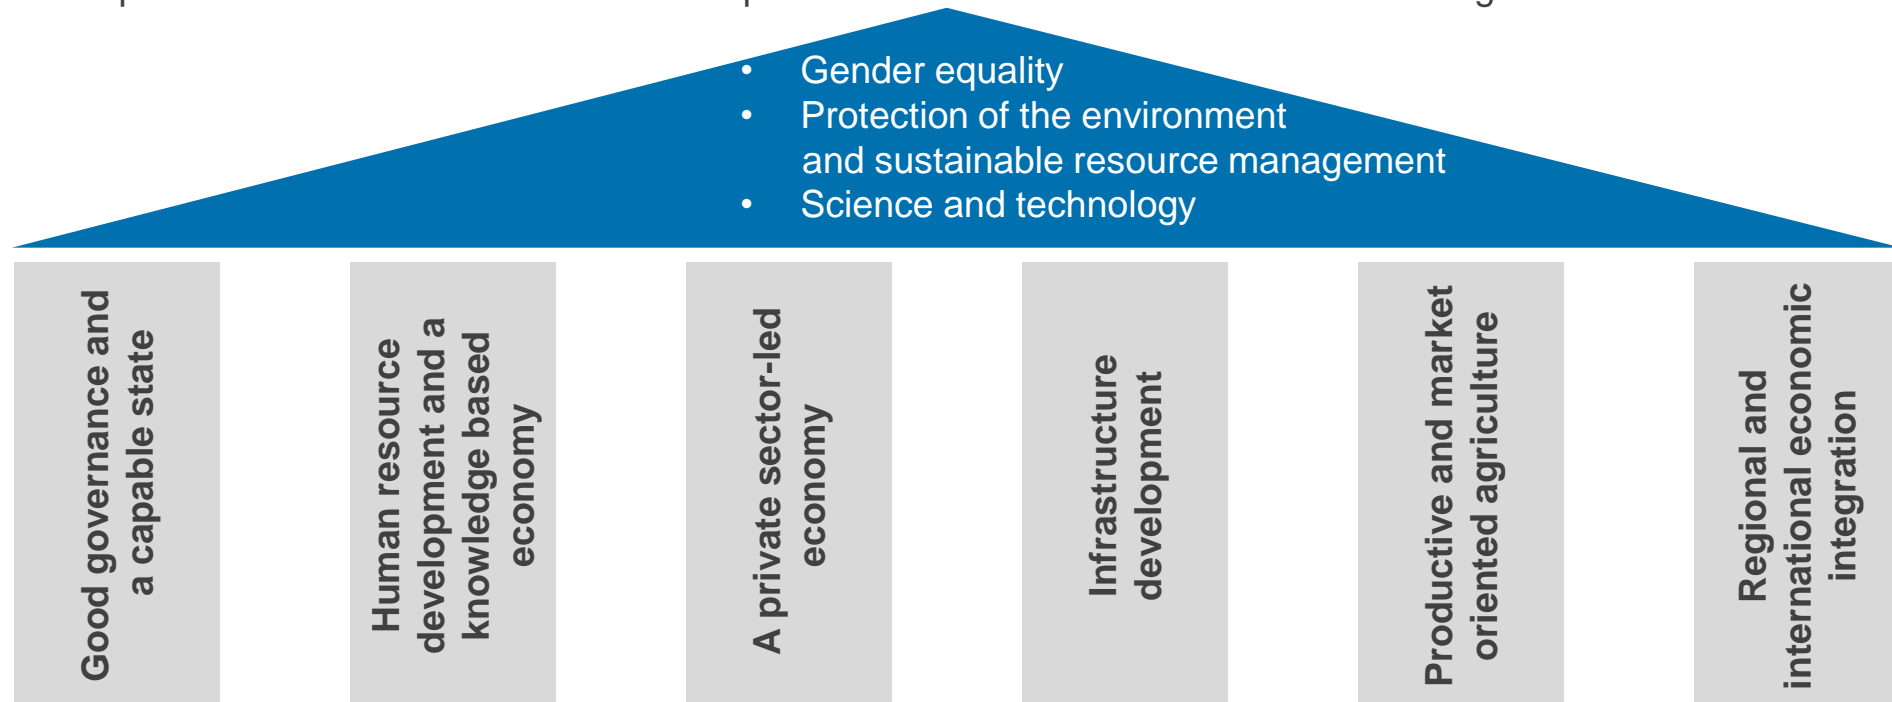 • Gender equality
• Protection of the environment
and sustainable resource management
• Science and technology
Good governance and
a capable state
Human resource
development and a
knowledge based
economy
A private sector-led
economy
Infrastructure
development
Productive and market
oriented agriculture
Regional and
international economic
integration